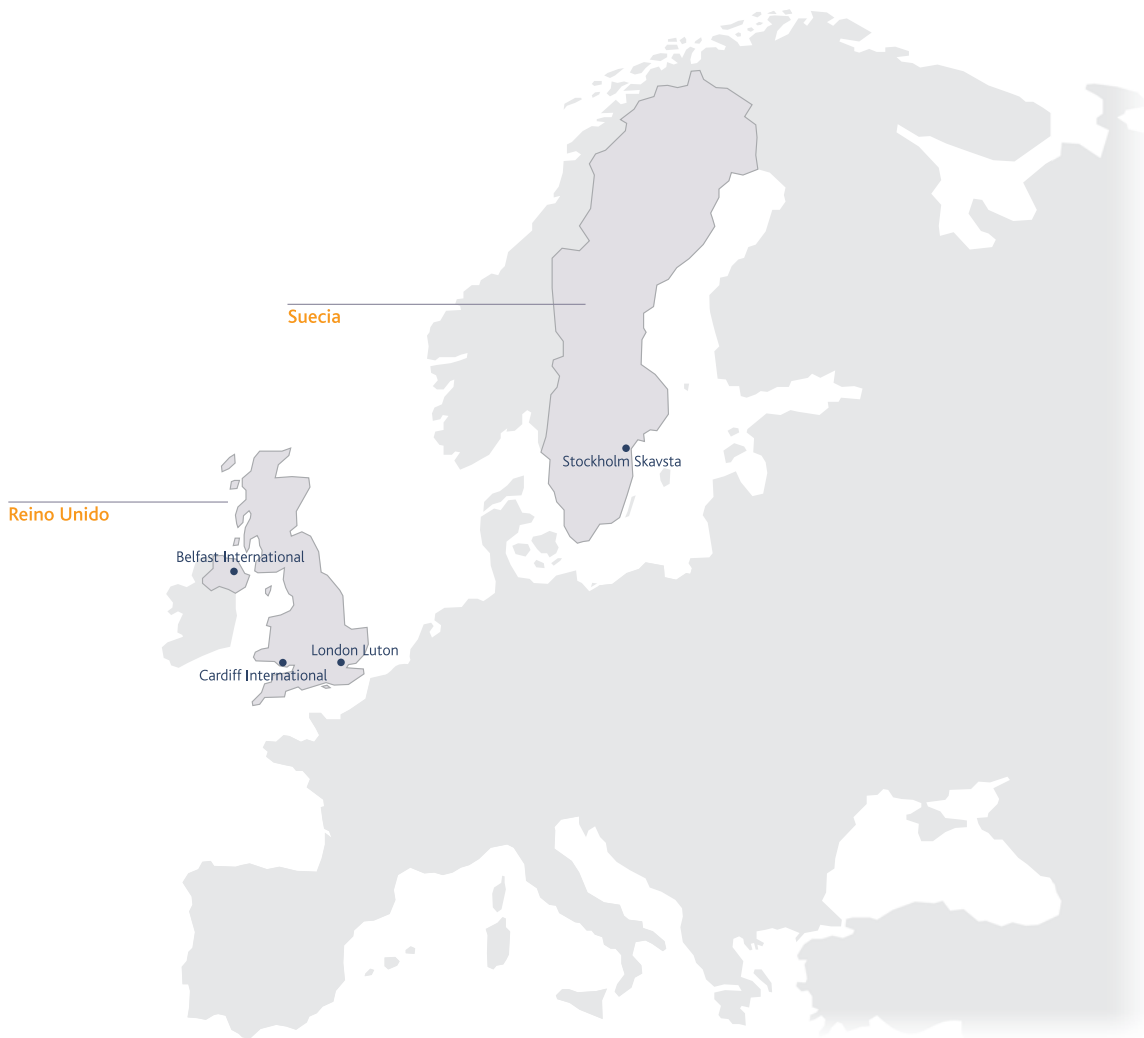 Suecia
Stockholm Skavsta
Reino Unido
Belfast International
London Luton
Cardiff International